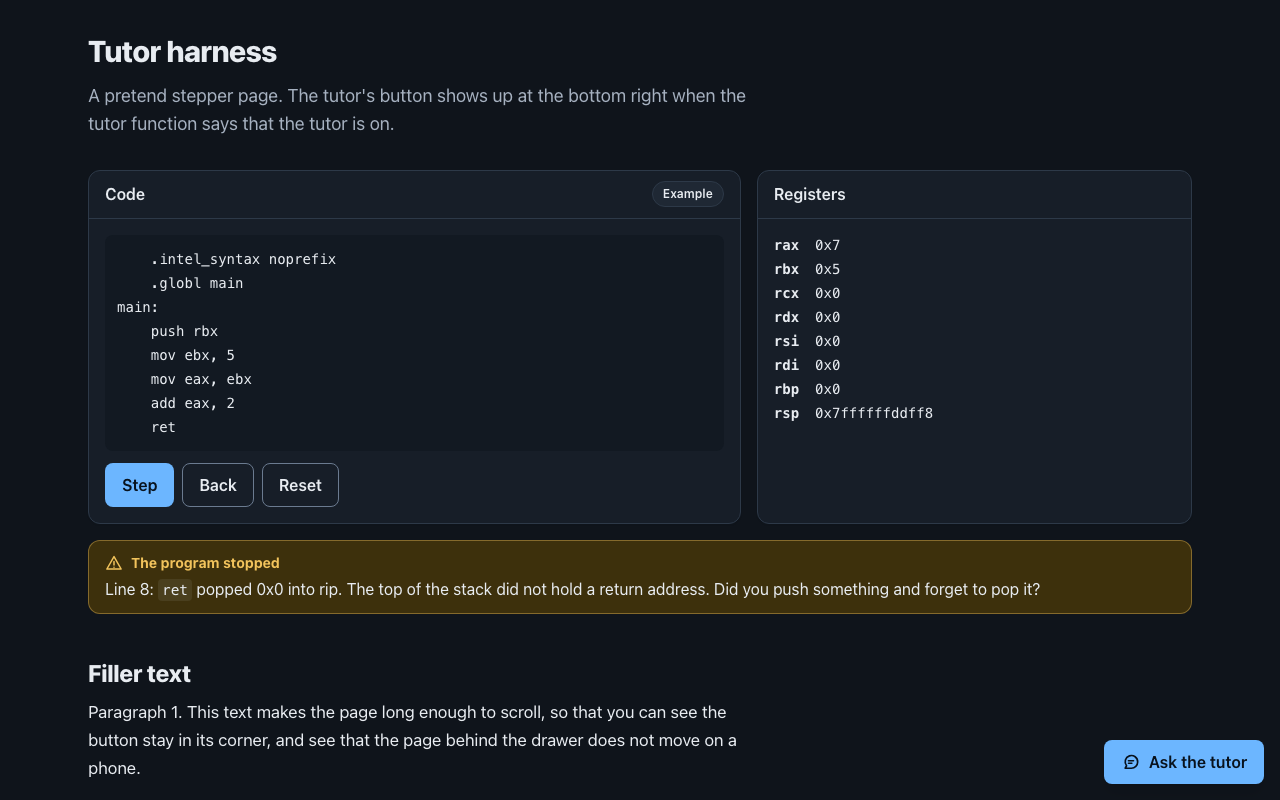 Tutor harness
A pretend stepper page. The tutor's button shows up at the bottom right when the
tutor function says that the tutor is on.
Code
Example
    .intel_syntax noprefix
    .globl main
main:
    push rbx
    mov ebx, 5
    mov eax, ebx
    add eax, 2
    ret
Step
Back
Reset
Registers
rax 0x7
rbx 0x5
rcx 0x0
rdx 0x0
rsi 0x0
rdi 0x0
rbp 0x0
rsp 0x7ffffffddff8
The program stopped
Line 8: ret popped 0x0 into rip. The top of the stack did not hold a return address. Did you push something and forget to pop it?
Filler text
Paragraph 1. This text makes the page long enough to scroll, so that you can see the
button stay in its corner, and see that the page behind the drawer does not move on a
phone.
Ask the tutor